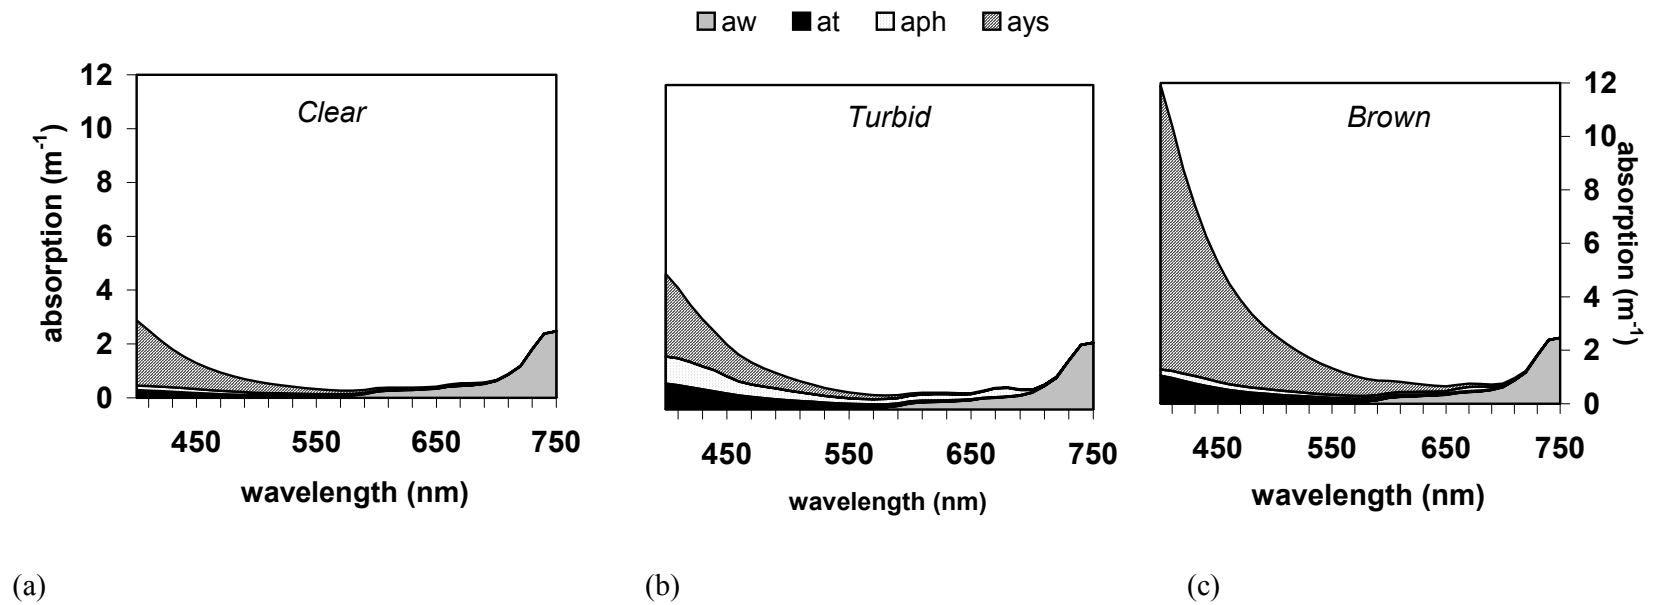 aw at aph ays
Clear
12
10
8
6
4
2
0
absorption (m-1)
450 550 650 750
wavelength (nm)
Turbid
450 550 650 750
wavelength (nm)
Brown
12
10
8
6
4
2
0
absorption (m-1)
450 550 650 750
wavelength (nm)
(a) (b) (c)